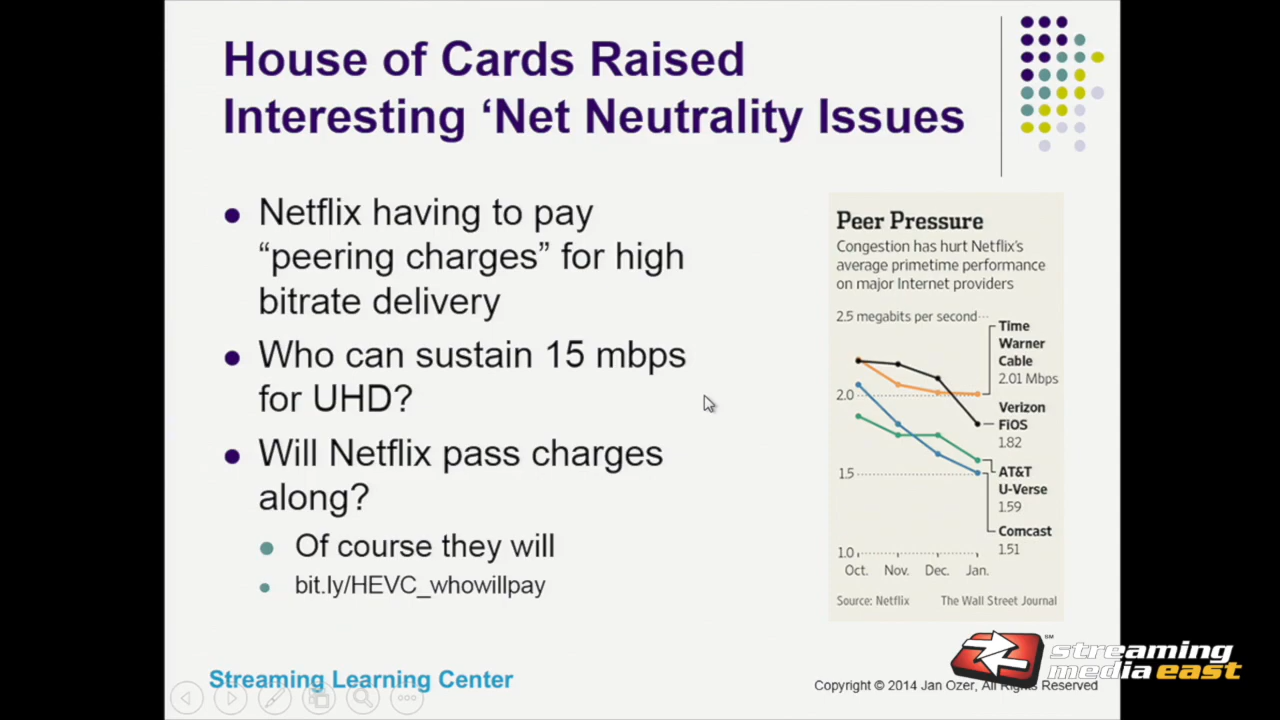 House of Cards Raised
Interesting ‘Net Neutrality Issues
Netflix having to pay
“peering charges” for high
bitrate delivery
Who can sustain 15 mbps
for UHD?
Will Netflix pass charges
along?
Of course they will
bit.ly/HEVC_whowillpay
Peer Pressure
Congestion has hurt Netflix’s
average primetime performance
on major Internet providers
2.5 megabits per second
Time
Warner
Cable
2.01 Mbps
2.0
Verizon
FiOS
1.82
1.5
AT&T
U-Verse
1.59
Comcast
1.51
1.0
Oct. Nov. Dec. Jan.
Source: Netflix The Wall Street Journal
Streaming Learning Center
Copyright © 2014 Jan Ozer, All Rights Reserved
streaming
media east
SM